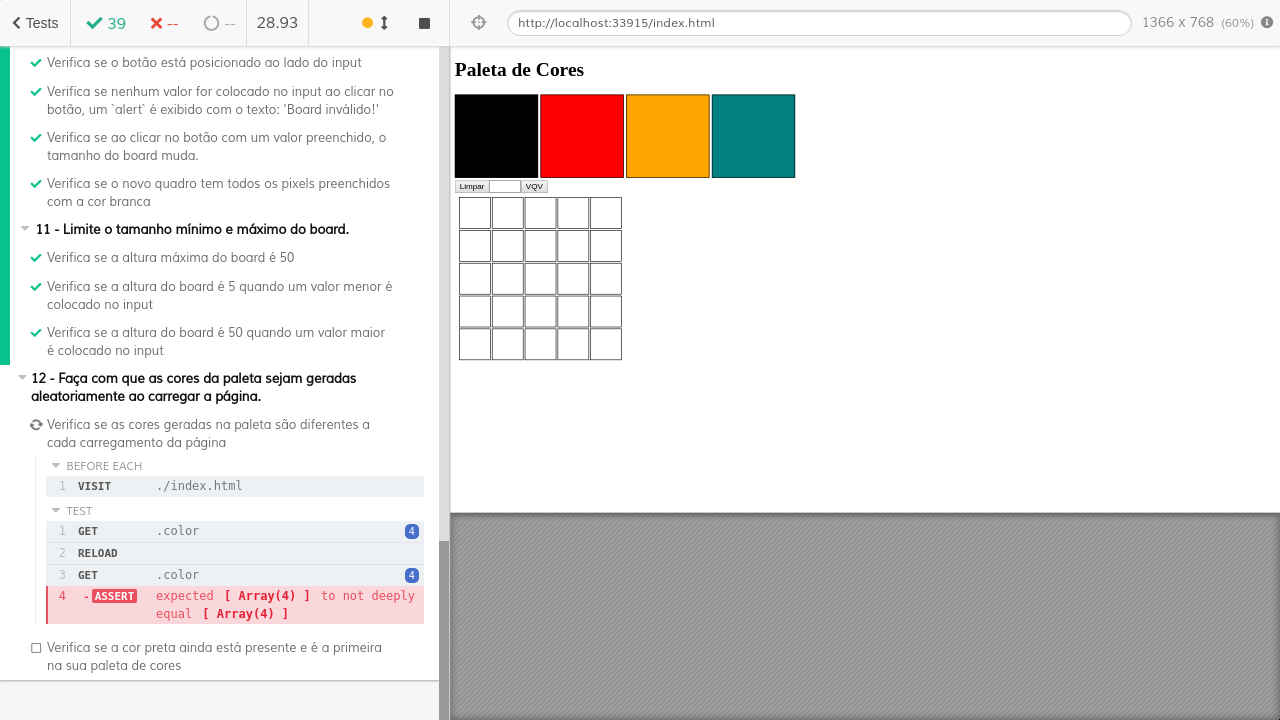 Tests 39 -- -- 28.93
http://localhost:33915/index.html 1366 x 768 (60%)
Verifica se o botão está posicionado ao lado do input
Verifica se nenhum valor for colocado no input ao clicar no
botão, um `alert` é exibido com o texto: 'Board inválido!'
Verifica se ao clicar no botão com um valor preenchido, o
tamanho do board muda.
Verifica se o novo quadro tem todos os pixels preenchidos
com a cor branca
11 - Limite o tamanho mínimo e máximo do board.
Verifica se a altura máxima do board é 50
Verifica se a altura do board é 5 quando um valor menor é
colocado no input
Verifica se a altura do board é 50 quando um valor maior
é colocado no input
12 - Faça com que as cores da paleta sejam geradas
aleatoriamente ao carregar a página.
Verifica se as cores geradas na paleta são diferentes a
cada carregamento da página
BEFORE EACH
1 VISIT ./index.html
TEST
1 GET .color 4
2 RELOAD
3 GET .color 4
4 -ASSERT expected [ Array(4) ] to not deeply
equal [ Array(4) ]
Verifica se a cor preta ainda está presente e é a primeira
na sua paleta de cores
Paleta de Cores
Limpar VQV